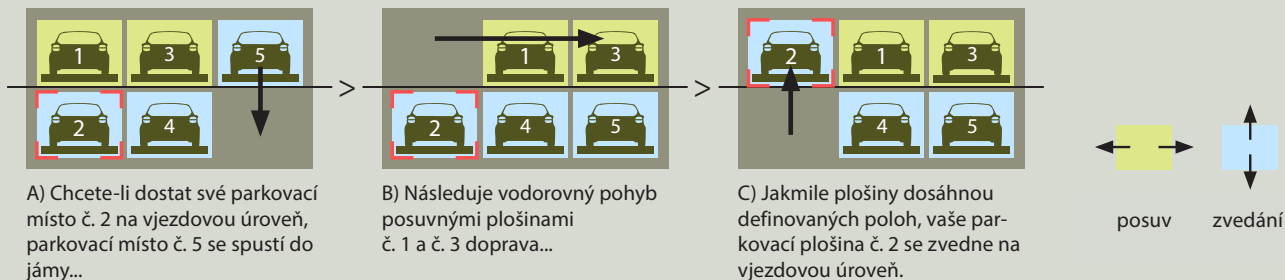 1 3 5
2 4
>
1 3
2 4 5
>
2 1 3
4 5
A) Chcete-li dostat své parkovací
místo č. 2 na vjezdovou úroveň,
parkovací místo č. 5 se spustí do
jámy...
B) Následuje vodorovný pohyb
posuvnými plošinami
č. 1 a č. 3 doprava...
C) Jakmile plošiny dosáhnou
definovaných poloh, vaše par-
kovací plošina č. 2 se zvedne na
vjezdovou úroveň.
posuv
zvedání